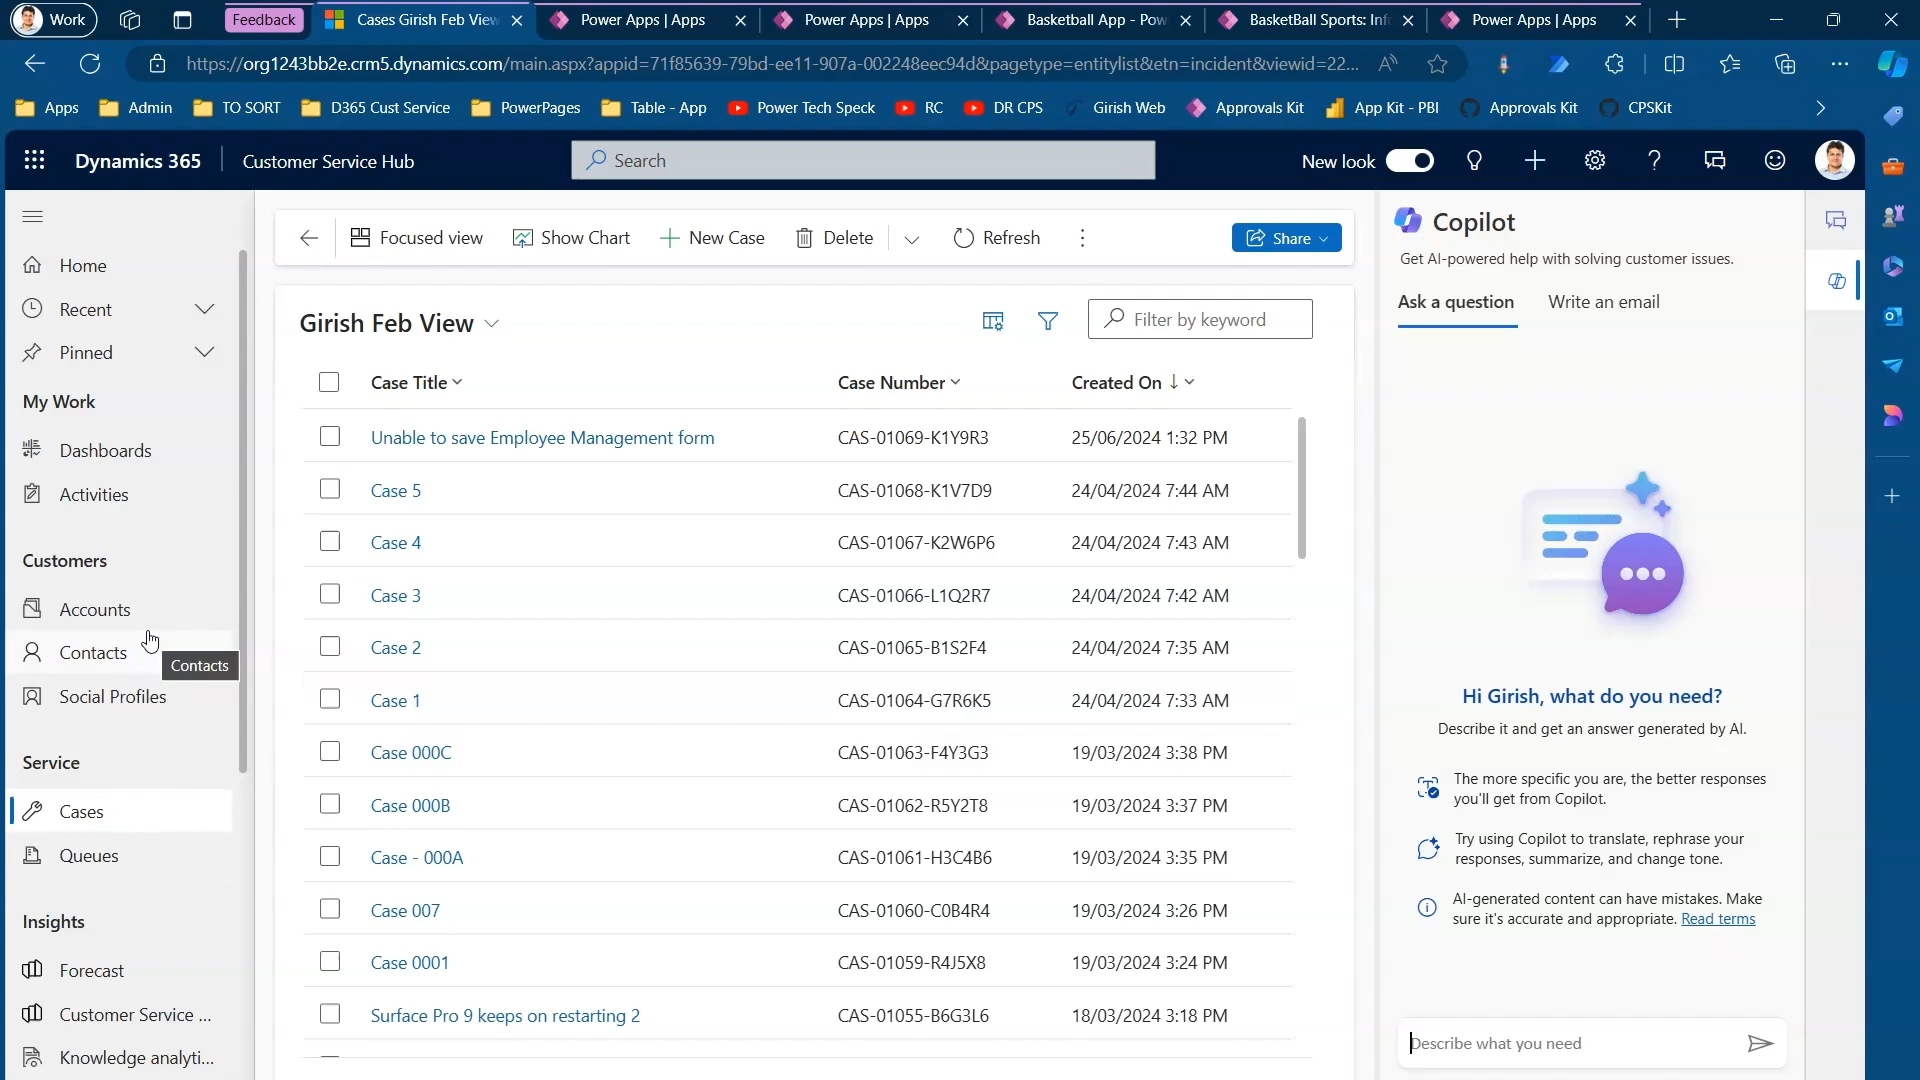 Work
Feedback
Cases Girish Feb View
Power Apps | Apps
Power Apps | Apps
Basketball App - Pow
BasketBall Sports: Inf
Power Apps | Apps
https://org1243bb2e.crm5.dynamics.com/main.aspx?appid=71f85639-79bd-ee11-907a-002248eec94d&pagetype=entitylist&etn=incident&viewid=22...
Apps
Admin
TO SORT
D365 Cust Service
PowerPages
Table - App
Power Tech Speck
RC
DR CPS
Girish Web
Approvals Kit
App Kit - PBI
Approvals Kit
CPSKit
Dynamics 365
Customer Service Hub
Search
New look
Home
Recent
Pinned
My Work
Dashboards
Activities
Customers
Accounts
Contacts
Contacts
Social Profiles
Service
Cases
Queues
Insights
Forecast
Customer Service ...
Knowledge analyti...
Focused view
Show Chart
New Case
Delete
Refresh
Share
Girish Feb View
Filter by keyword
Case Title Case Number Created On
Unable to save Employee Management form CAS-01069-K1Y9R3 25/06/2024 1:32 PM
Case 5 CAS-01068-K1V7D9 24/04/2024 7:44 AM
Case 4 CAS-01067-K2W6P6 24/04/2024 7:43 AM
Case 3 CAS-01066-L1Q2R7 24/04/2024 7:42 AM
Case 2 CAS-01065-B1S2F4 24/04/2024 7:35 AM
Case 1 CAS-01064-G7R6K5 24/04/2024 7:33 AM
Case 000C CAS-01063-F4Y3G3 19/03/2024 3:38 PM
Case 000B CAS-01062-R5Y2T8 19/03/2024 3:37 PM
Case - 000A CAS-01061-H3C4B6 19/03/2024 3:35 PM
Case 007 CAS-01060-C0B4R4 19/03/2024 3:26 PM
Case 0001 CAS-01059-R4J5X8 19/03/2024 3:24 PM
Surface Pro 9 keeps on restarting 2 CAS-01055-B6G3L6 18/03/2024 3:18 PM
Copilot
Get AI-powered help with solving customer issues.
Ask a question
Write an email
Hi Girish, what do you need?
Describe it and get an answer generated by AI.
The more specific you are, the better responses
you'll get from Copilot.
Try using Copilot to translate, rephrase your
responses, summarize, and change tone.
AI-generated content can have mistakes. Make
sure it's accurate and appropriate. Read terms
Describe what you need